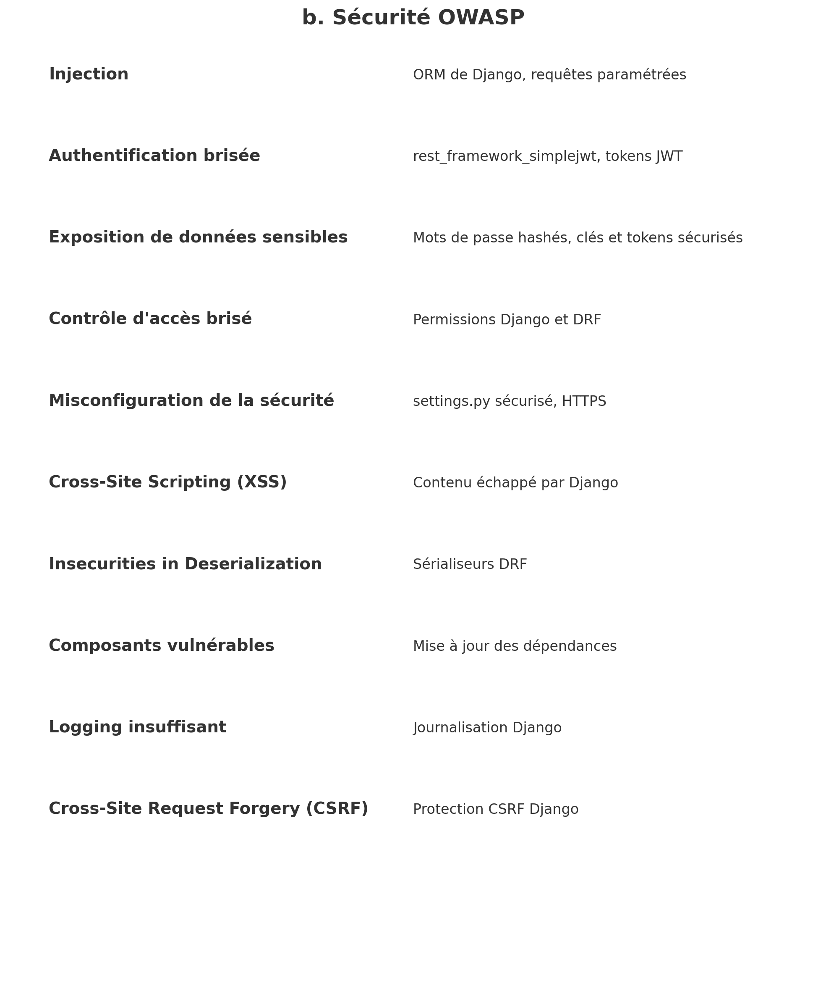 b. Sécurité OWASP
Injection ORM de Django, requêtes paramétrées
Authentification brisée rest_framework_simplejwt, tokens JWT
Exposition de données sensibles Mots de passe hashés, clés et tokens sécurisés
Contrôle d'accès brisé Permissions Django et DRF
Misconfiguration de la sécurité settings.py sécurisé, HTTPS
Cross-Site Scripting (XSS) Contenu échappé par Django
Insecurities in Deserialization Sérialiseurs DRF
Composants vulnérables Mise à jour des dépendances
Logging insuffisant Journalisation Django
Cross-Site Request Forgery (CSRF) Protection CSRF Django